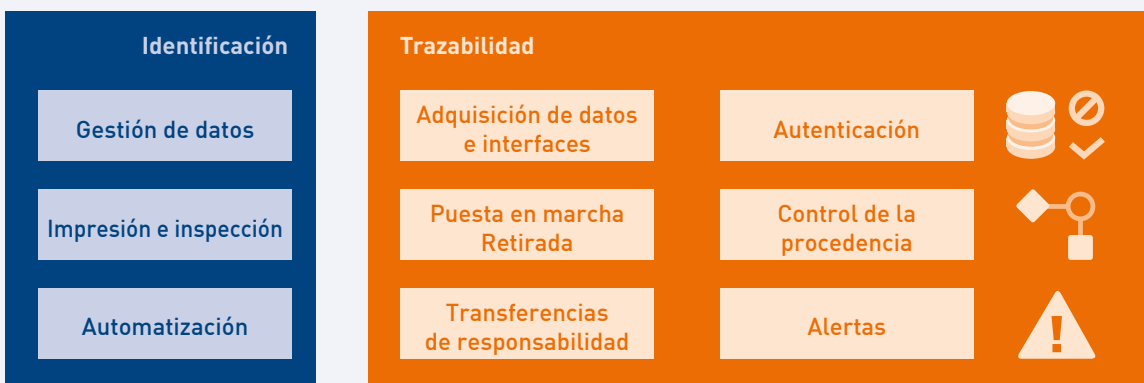 Identificación
Gestión de datos
Impresión e inspección
Automatización
Trazabilidad
Adquisición de datos
e interfaces
Autenticación
Puesta en marcha
Retirada
Control de la
procedencia
Transferencias
de responsabilidad
Alertas